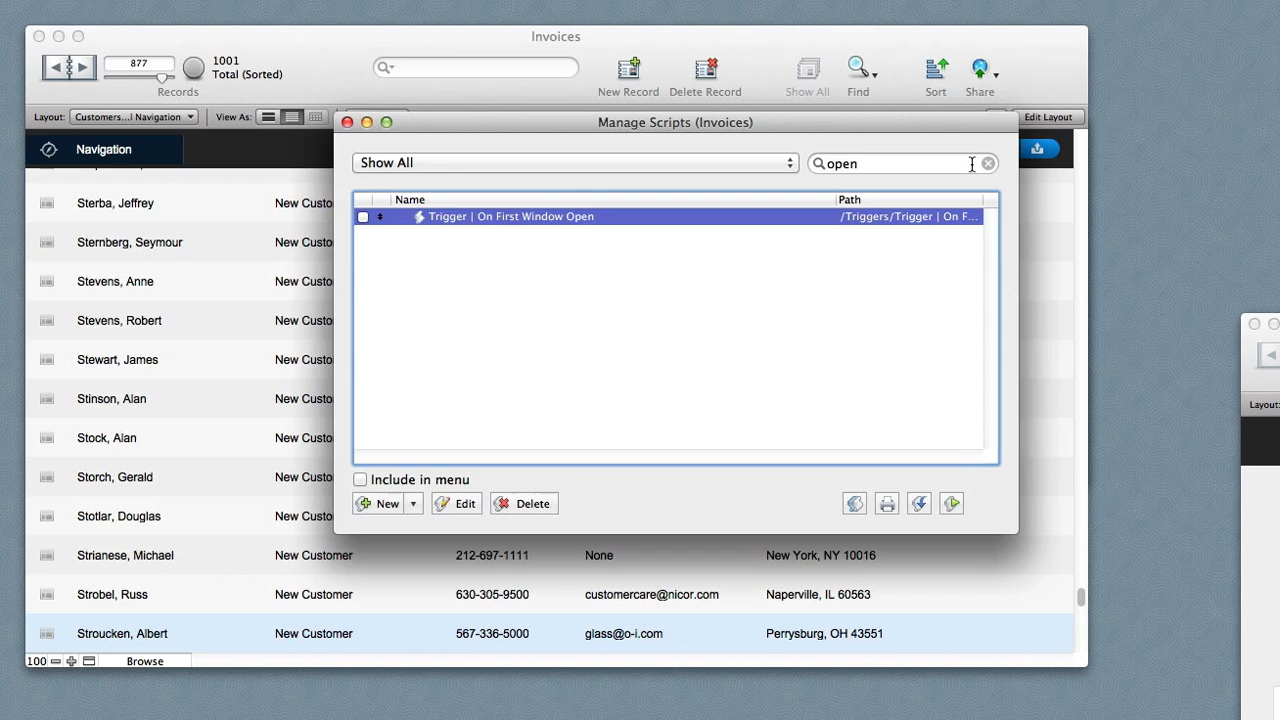 Invoices
877
1001
Total (Sorted)
Records
New Record
Delete Record
Show All
Find
Sort
Share
Layout:
Customers...l Navigation
View As:
Edit Layout
Manage Scripts (Invoices)
Navigation
Show All
open
Name
Path
Trigger | On First Window Open
/Triggers/Trigger | On F...
Sterba, Jeffrey
New Custo
Sternberg, Seymour
New Custo
Stevens, Anne
New Custo
Stevens, Robert
New Custo
Stewart, James
New Custo
Stinson, Alan
New Custo
Stock, Alan
New Custo
Storch, Gerald
New Custo
Include in menu
New
Edit
Delete
Stotlar, Douglas
New Custo
Strianese, Michael
New Customer
212-697-1111
None
New York, NY 10016
Strobel, Russ
New Customer
630-305-9500
customercare@nicor.com
Naperville, IL 60563
Stroucken, Albert
New Customer
567-336-5000
glass@o-i.com
Perrysburg, OH 43551
100
Browse
Layout: